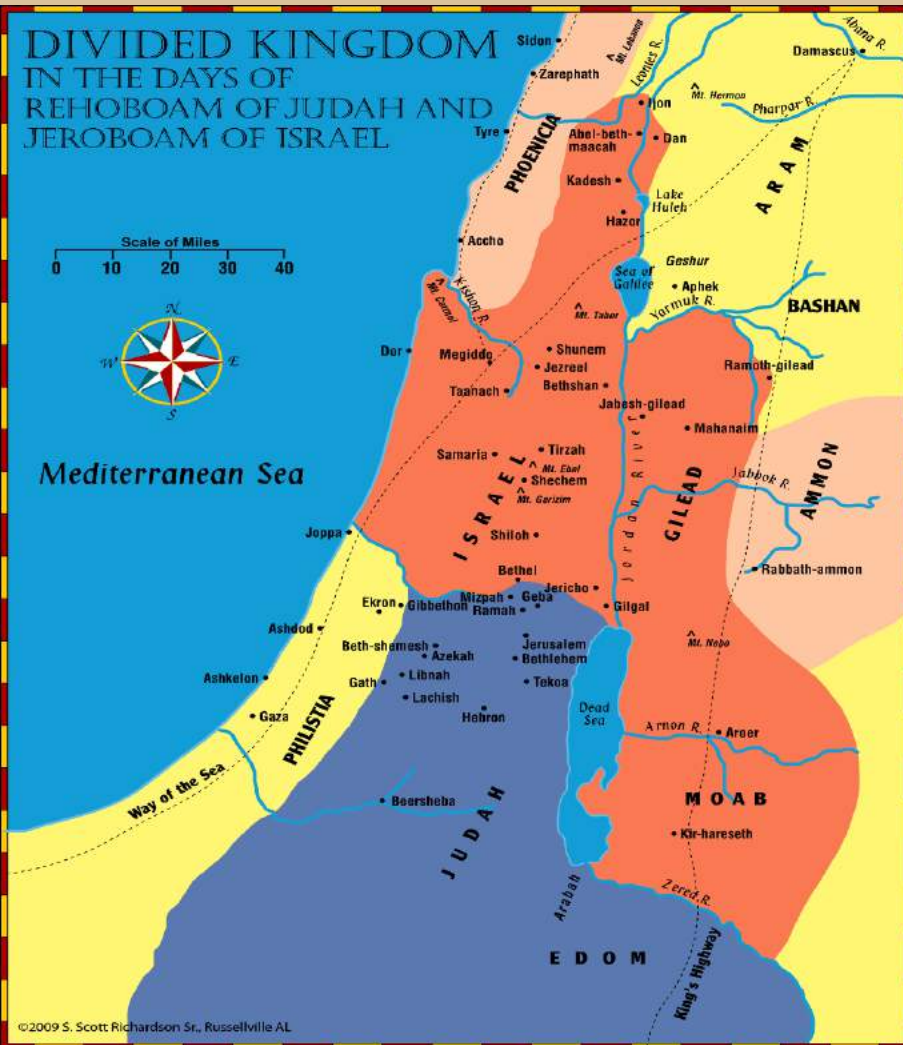 DIVIDED KINGDOM
IN THE DAYS OF
REHOBOAM OF JUDAH AND
JEROBOAM OF ISRAEL
Scale of Miles
0 10 20 30 40
N
W E
S
Mediterranean Sea
Sidon
Mt. Lebanon
Leontes R.
Damascus
Abana R.
Zarephath
Ijon
Mt. Hermon
Pharpar R.
Tyre
PHOENICIA
Abel-beth-
maacah
Dan
ARAM
Kadesh
Lake
Huleh
Hazor
Accho
Sea of
Galilee
Geshur
Aphek
Mt. Carmel
Kishon R.
Mt. Tabor
Yarmuk R.
BASHAN
Dor
Megiddo
Shunem
Jezreel
Ramoth-gilead
Taanach
Bethshan
Jabesh-gilead
Mahanaim
Samaria
Tirzah
Mt. Ebal
Shechem
Mt. Gerizim
ISRAEL
Jordan River
GILEAD
Jabbok R.
AMMON
Joppa
Shiloh
Rabbath-ammon
Bethel
Jericho
Ekron
Gibbethon
Mizpah
Geba
Ramah
Gilgal
Ashdod
Beth-shemesh
Azekah
Jerusalem
Bethlehem
Mt. Nebo
Ashkelon
Gath
Libnah
Tekoa
Lachish
Hebron
Dead
Sea
Gaza
PHILISTIA
Arnon R.
Aroer
Way of the Sea
Beersheba
JUDAH
MOAB
Kir-hareseth
Arabah
Zered R.
EDOM
King's Highway
©2009 S. Scott Richardson Sr., Russellville AL